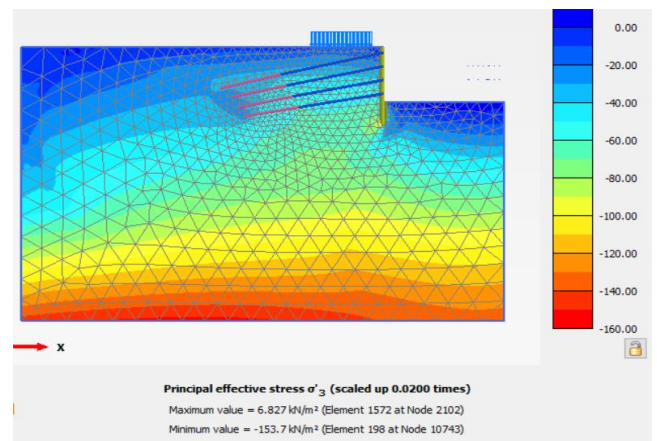 0.00
-20.00
-40.00
-60.00
-80.00
-100.00
-120.00
-140.00
-160.00
x
Principal effective stress σ'3 (scaled up 0.0200 times)
Maximum value = 6.827 kN/m² (Element 1572 at Node 2102)
Minimum value = -153.7 kN/m² (Element 198 at Node 10743)